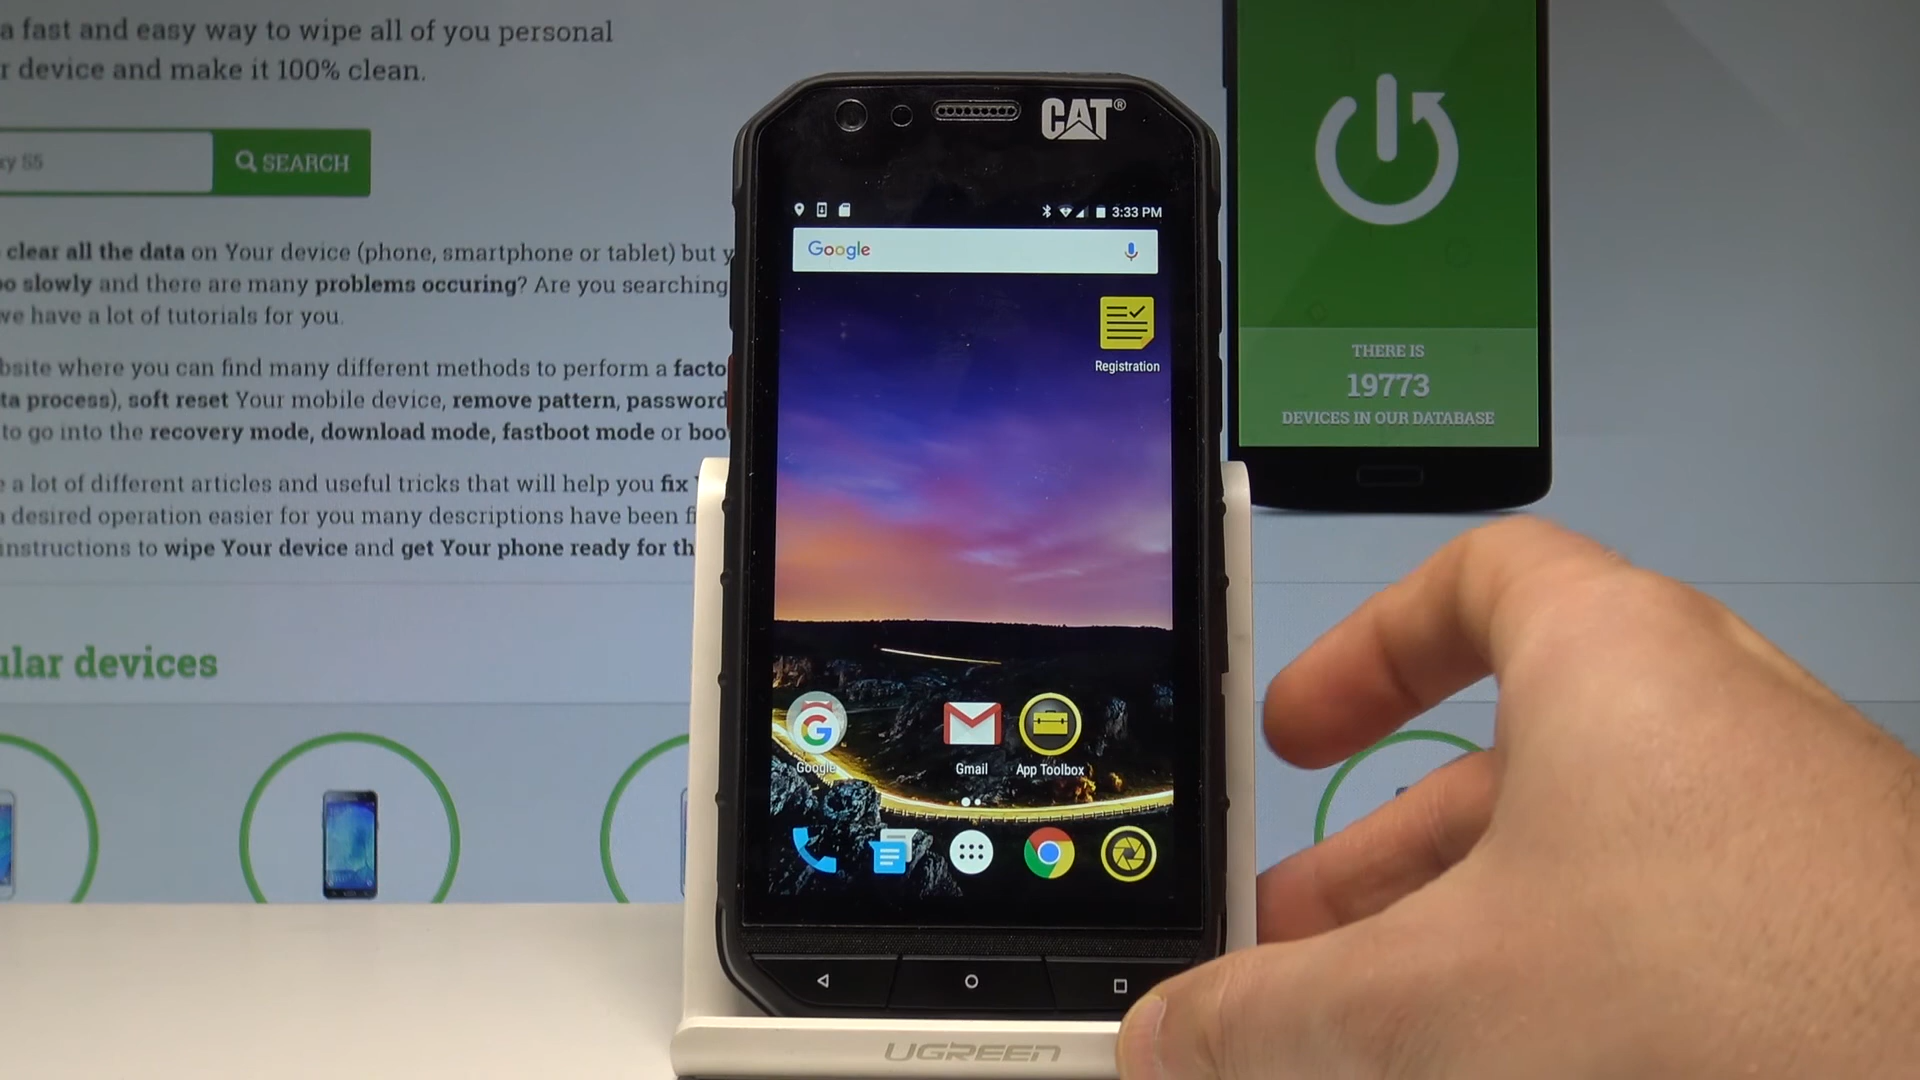 a fast and easy way to wipe all of you personal
r device and make it 100% clean.
xy S5
SEARCH
clear all the data on Your device (phone, smartphone or tablet) but y
oo slowly and there are many problems occuring? Are you searching
we have a lot of tutorials for you.
bsite where you can find many different methods to perform a facto
ta process), soft reset Your mobile device, remove pattern, password
to go into the recovery mode, download mode, fastboot mode or boo
e a lot of different articles and useful tricks that will help you fix
a desired operation easier for you many descriptions have been fi
instructions to wipe Your device and get Your phone ready for th
ular devices
CAT®
3:33 PM
Google
Registration
Google
Gmail
App Toolbox
UGREEN
THERE IS
19773
DEVICES IN OUR DATABASE